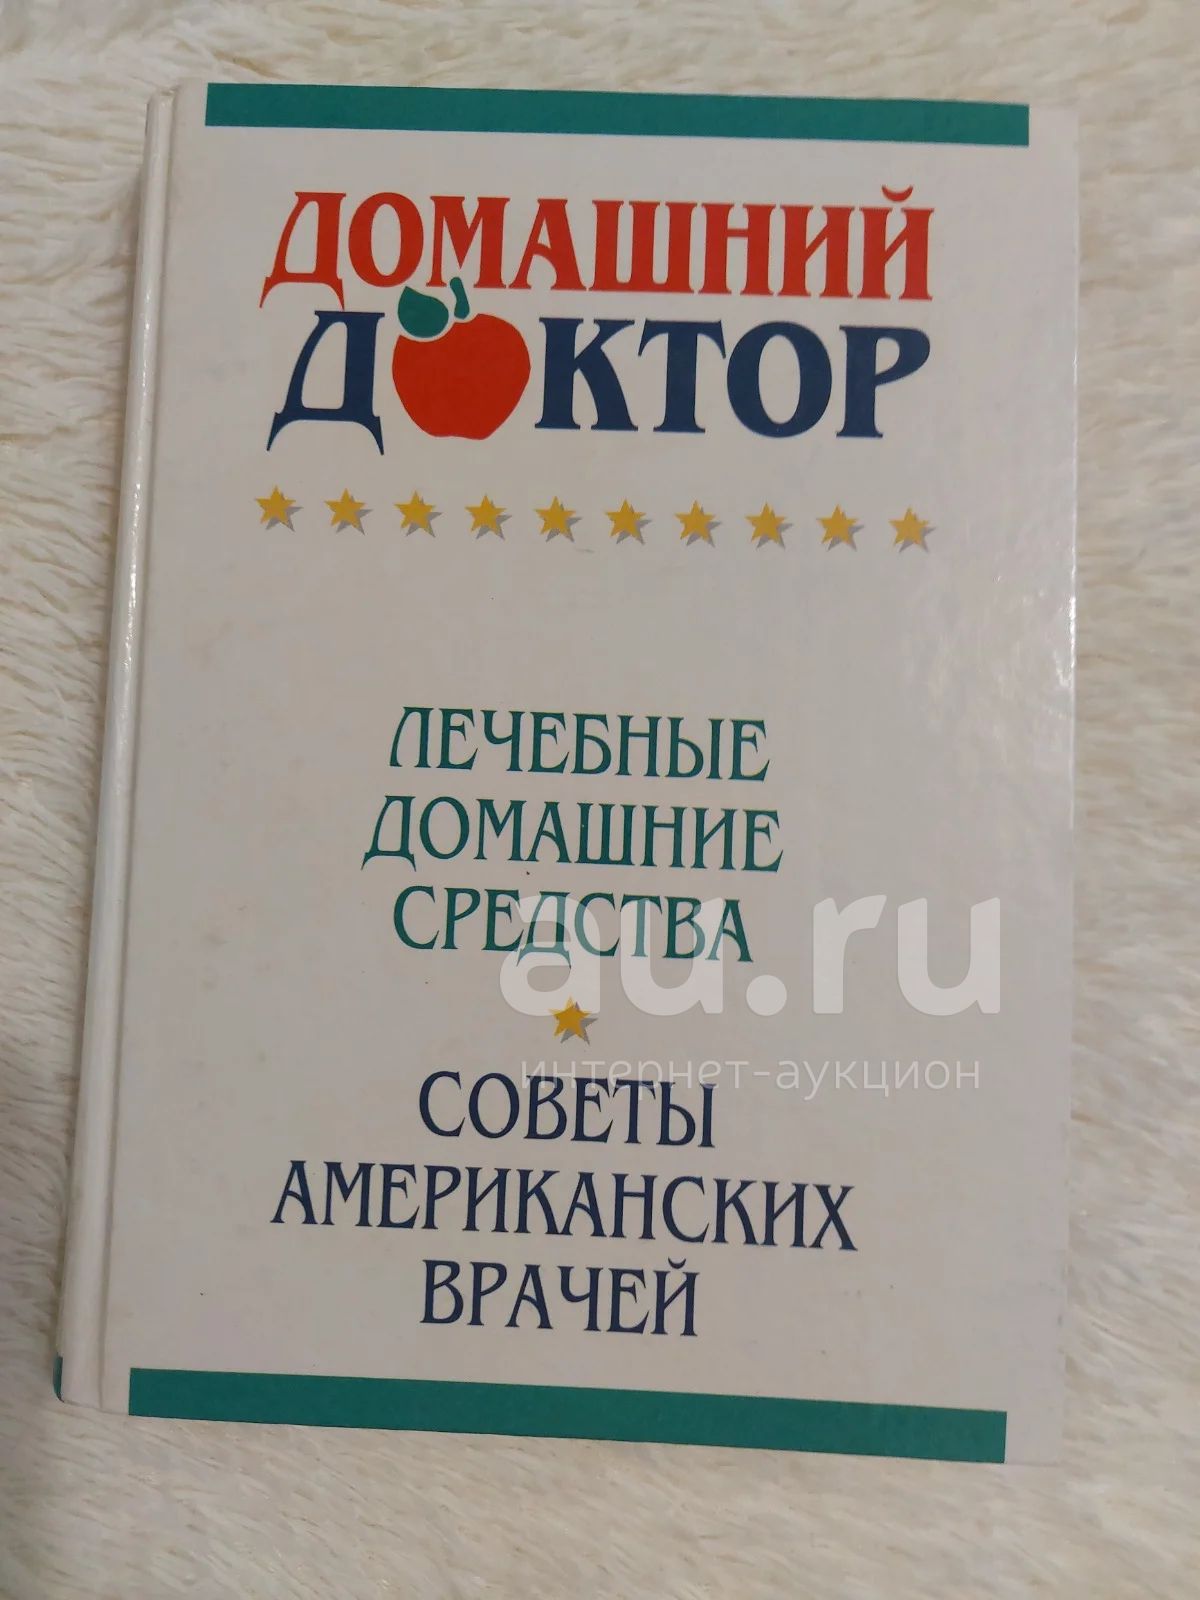 ДОМАШНИЙ
ДОКТОР
ЛЕЧЕБНЫЕ
ДОМАШНИЕ
СРЕДСТВА
СОВЕТЫ
АМЕРИКАНСКИХ
ВРАЧЕЙ
au.ru
интернет-аукцион